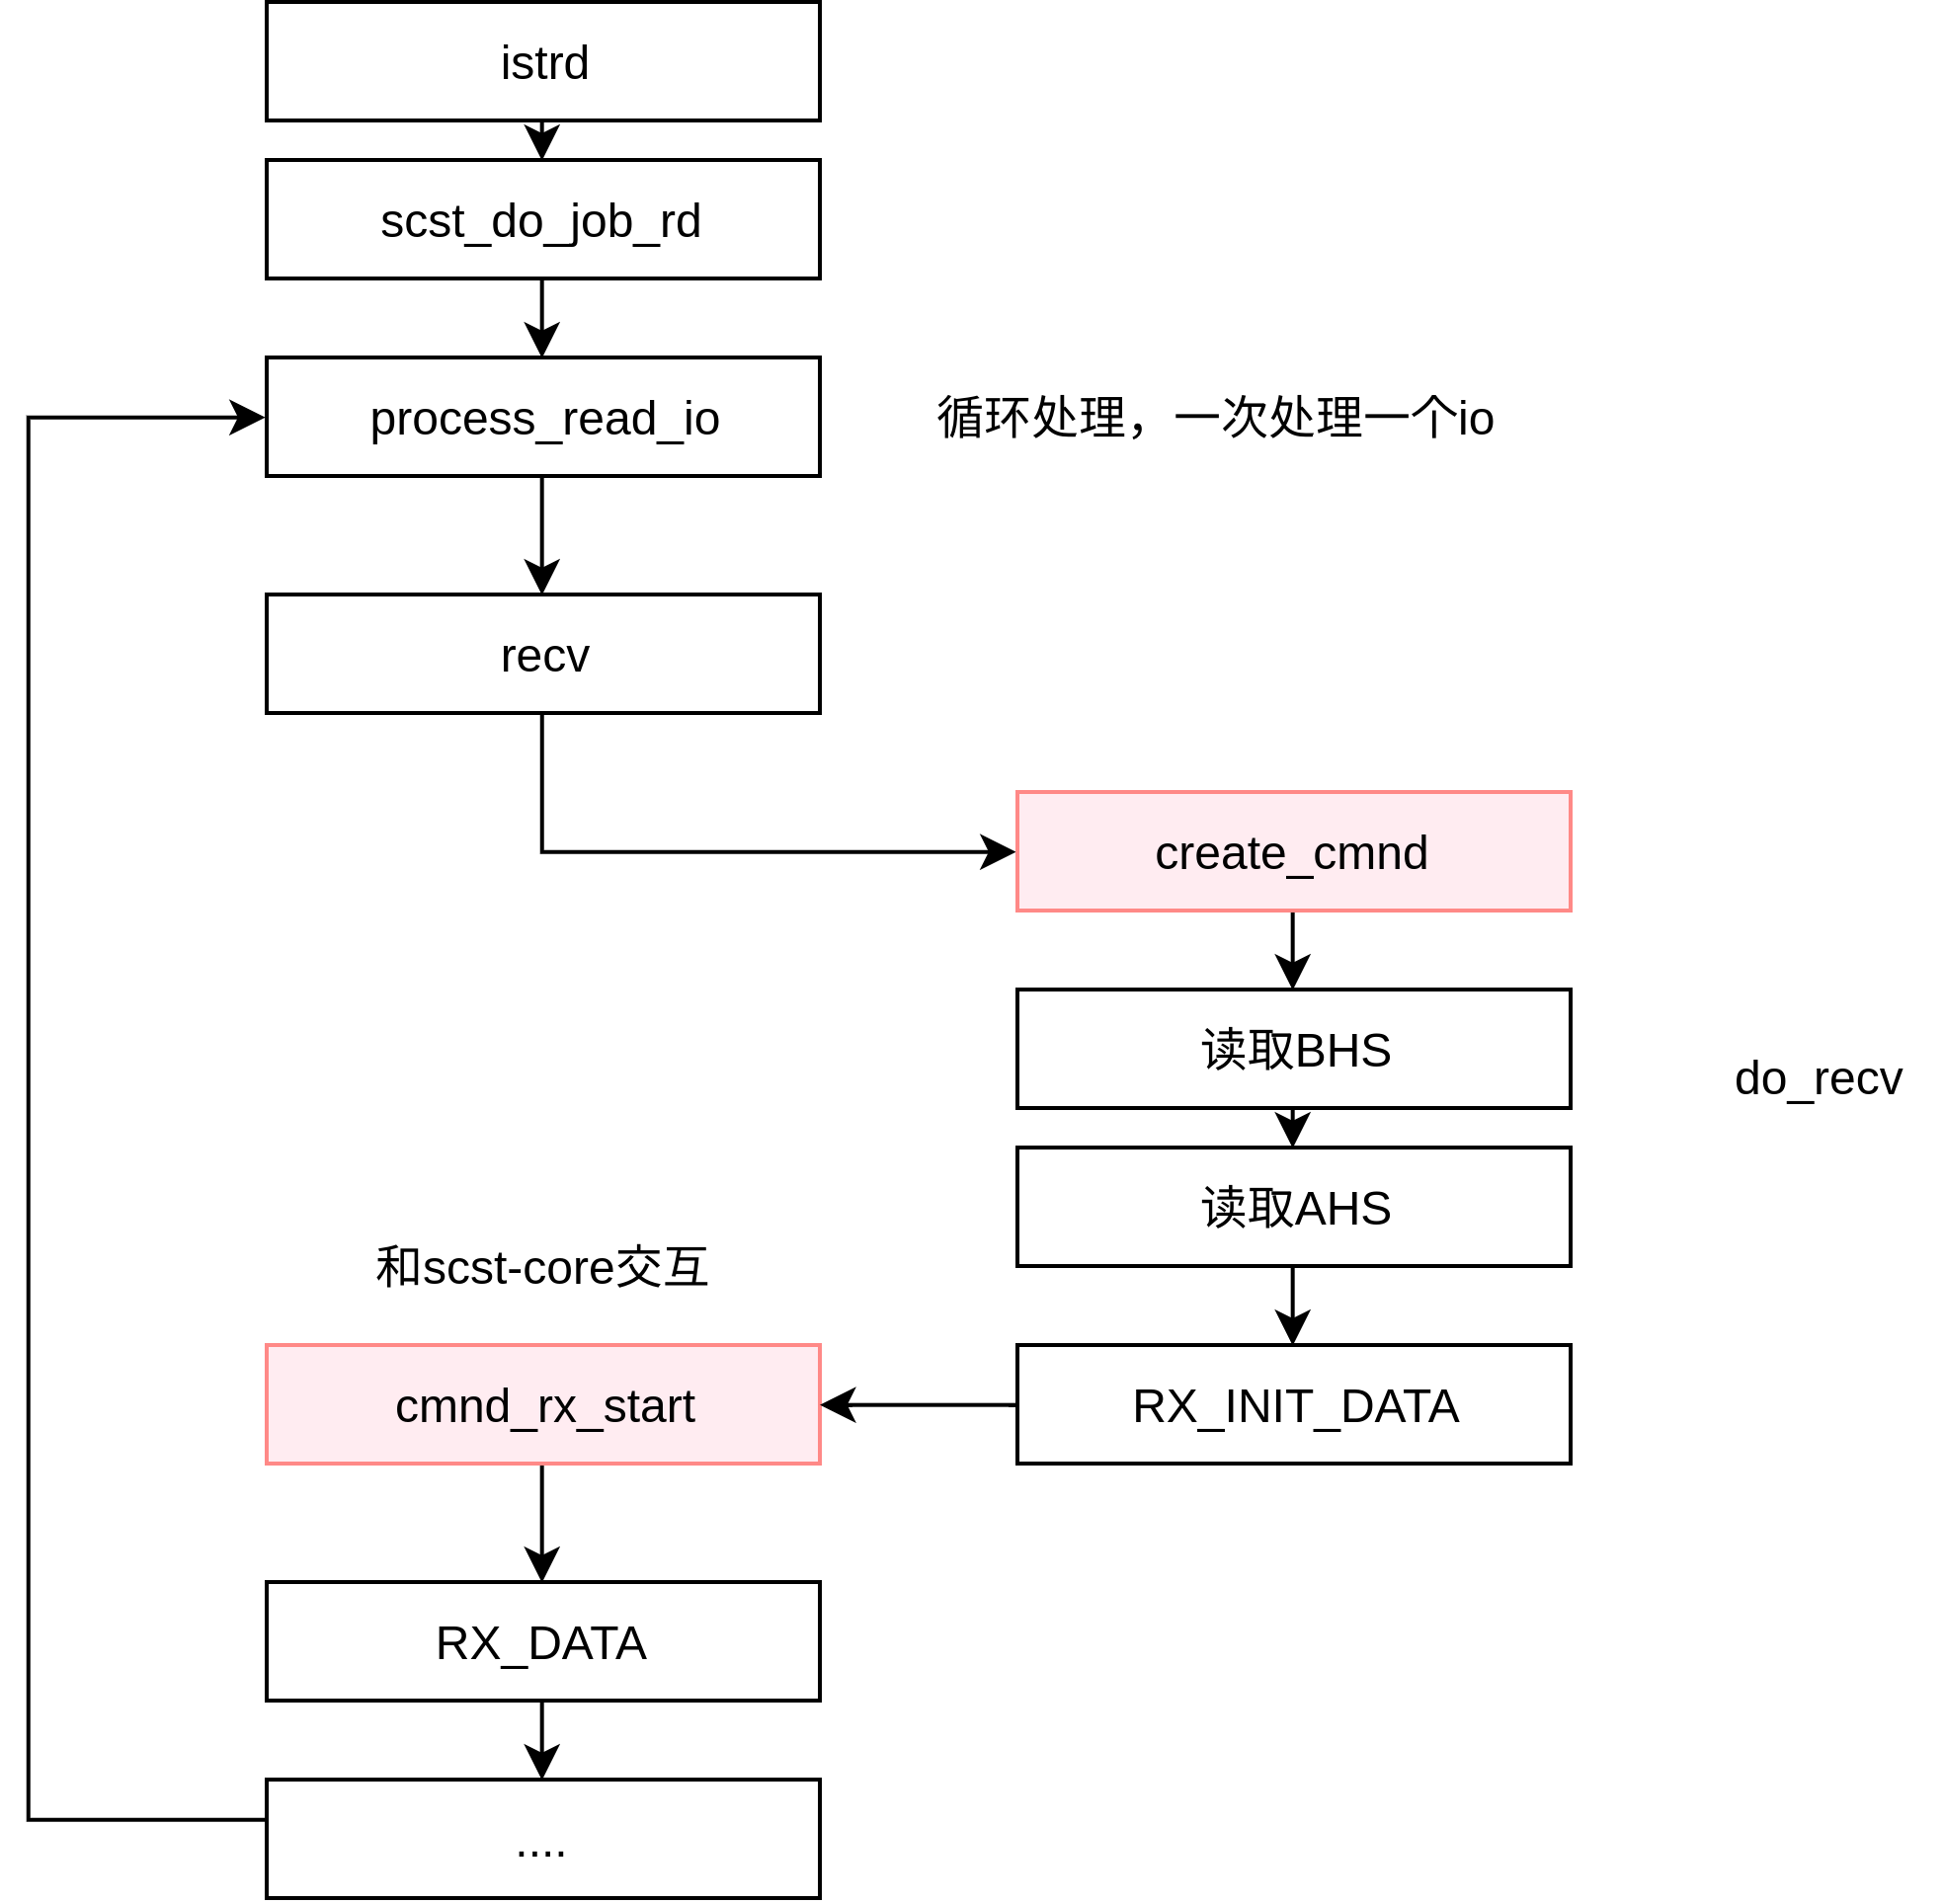 istrd
scst_do_job_rd
process_read_io
循环处理，一次处理一个io
recv
create_cmnd
读取BHS
do_recv
读取AHS
和scst-core交互
cmnd_rx_start
RX_INIT_DATA
RX_DATA
....